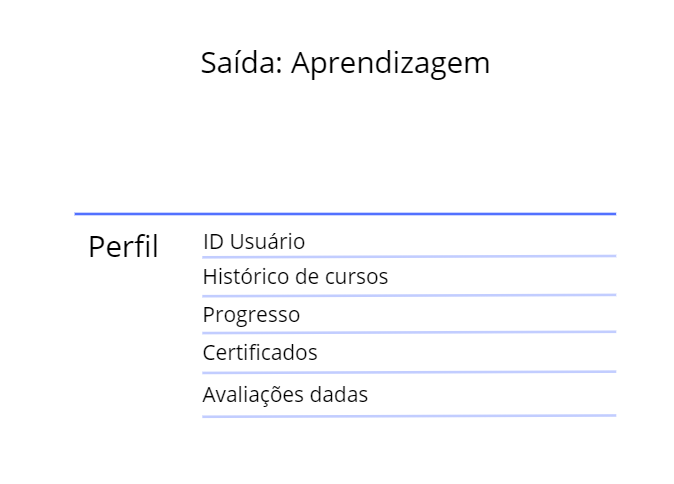 Saída: Aprendizagem
Perfil
ID Usuário
Histórico de cursos
Progresso
Certificados
Avaliações dadas